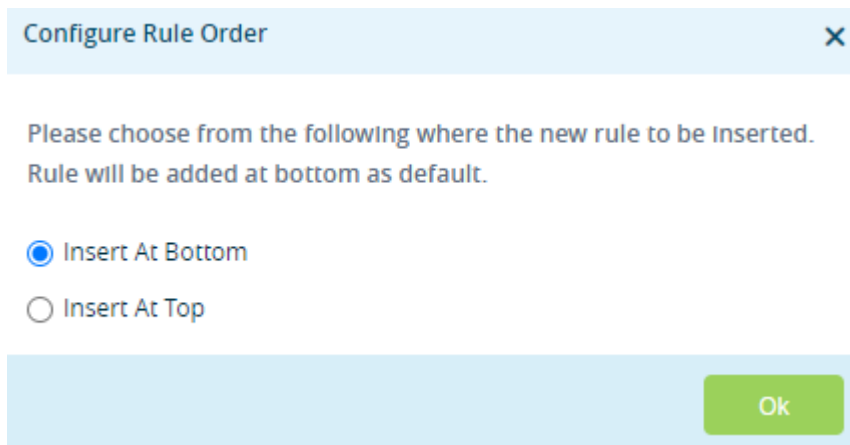 Configure Rule Order
Please choose from the following where the new rule to be inserted.
Rule will be added at bottom as default.
Insert At Bottom
Insert At Top
Ok